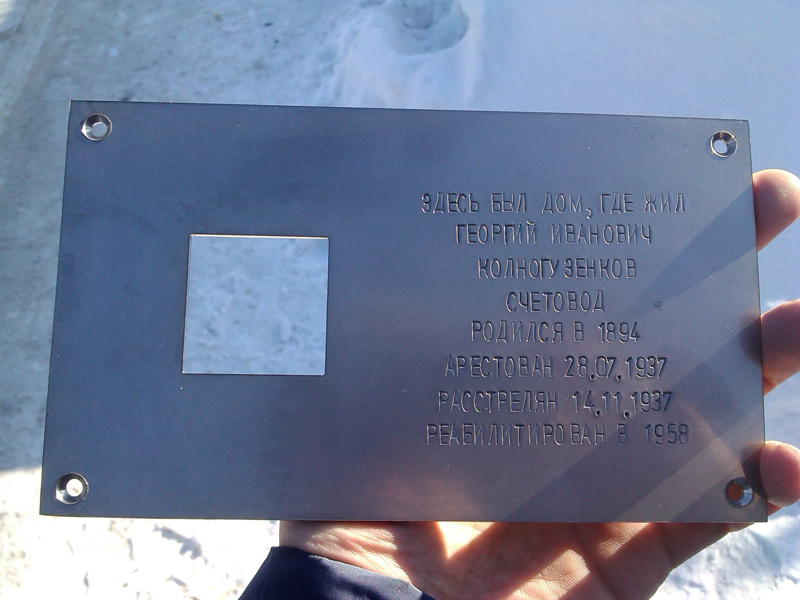 ЗДЕСЬ БЫЛ ДОМ, ГДЕ ЖИЛ
ГЕОРГИЙ ИВАНОВИЧ
КОЛНОГУЗЕНКОВ
СЧЕТОВОД
РОДИЛСЯ В 1894
АРЕСТОВАН 28.07.1937
РАССТРЕЛЯН 14.11.1937
РЕАБИЛИТИРОВАН В 1958